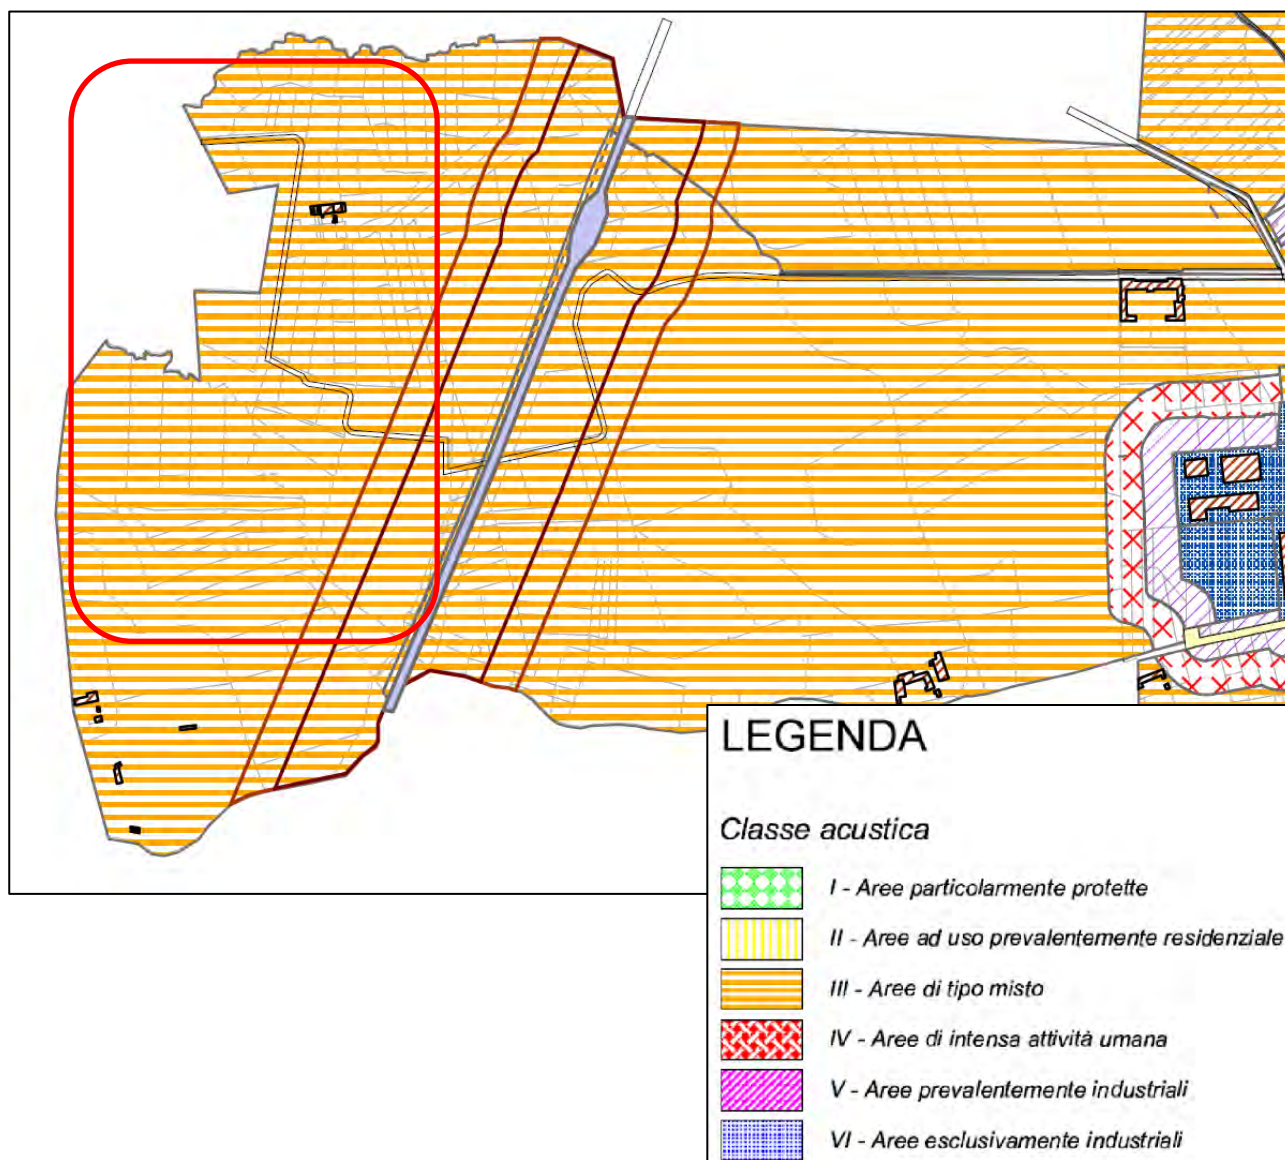 LEGENDA
Classe acustica
I - Aree particolarmente protette
II - Aree ad uso prevalentemente residenziale
III - Aree di tipo misto
IV - Aree di intensa attività umana
V - Aree prevalentemente industriali
VI - Aree esclusivamente industriali